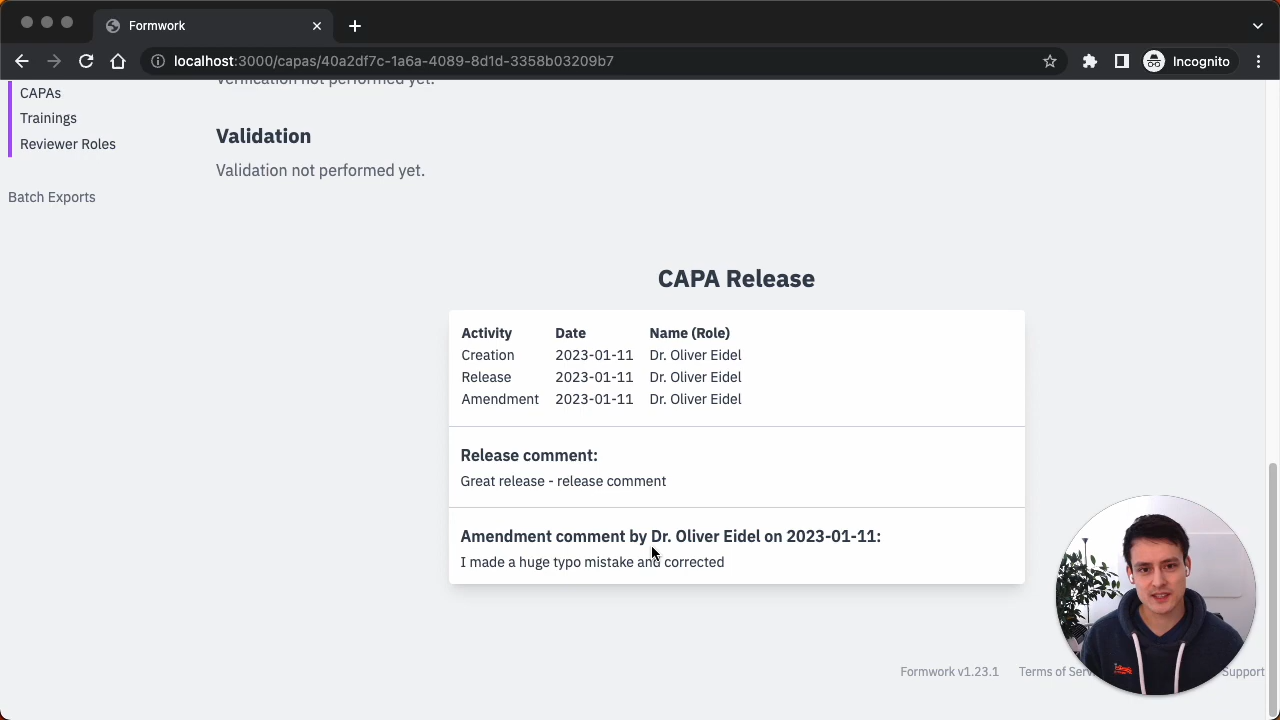 Formwork
localhost:3000/capas/40a2df7c-1a6a-4089-8d1d-3358b03209b7
Incognito
Verification not performed yet.
CAPAs
Trainings
Reviewer Roles
Batch Exports
Validation
Validation not performed yet.
CAPA Release
Activity Date Name (Role)
Creation 2023-01-11 Dr. Oliver Eidel
Release 2023-01-11 Dr. Oliver Eidel
Amendment 2023-01-11 Dr. Oliver Eidel
Release comment:
Great release - release comment
Amendment comment by Dr. Oliver Eidel on 2023-01-11:
I made a huge typo mistake and corrected
Formwork v1.23.1 Terms of Serv Support